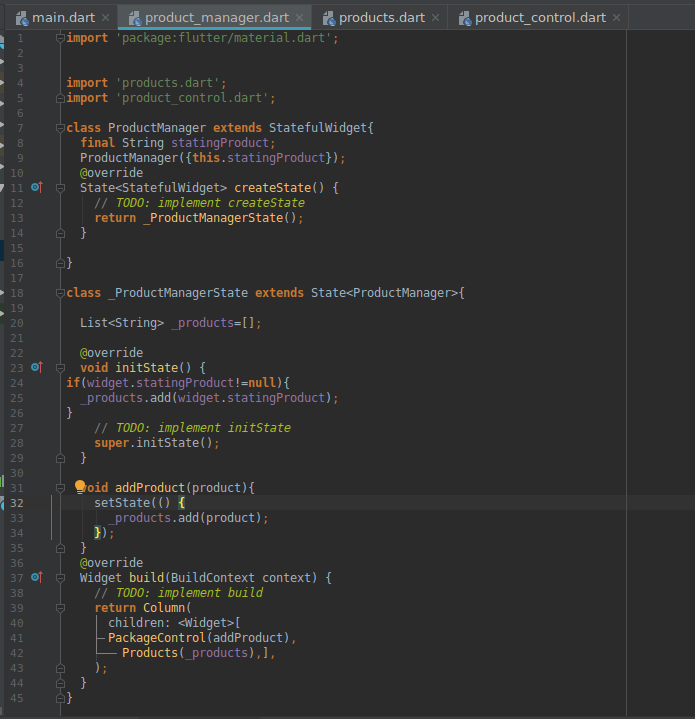 main.dart product_manager.dart products.dart product_control.dart
1 import 'package:flutter/material.dart';
2
3
4 import 'products.dart';
5 import 'product_control.dart';
6
7 class ProductManager extends StatefulWidget{
8 final String statingProduct;
9 ProductManager({this.statingProduct});
10 @override
11 State<StatefulWidget> createState() {
12 // TODO: implement createState
13 return _ProductManagerState();
14 }
15
16 }
17
18 class _ProductManagerState extends State<ProductManager>{
19
20 List<String> _products=[];
21
22 @override
23 void initState() {
24 if(widget.statingProduct!=null){
25 _products.add(widget.statingProduct);
26 }
27 // TODO: implement initState
28 super.initState();
29 }
30
31 void addProduct(product){
32 setState(() {
33 _products.add(product);
34 });
35 }
36 @override
37 Widget build(BuildContext context) {
38 // TODO: implement build
39 return Column(
40 children: <Widget>[
41 PackageControl(addProduct),
42 Products(_products),],
43 );
44 }
45 }